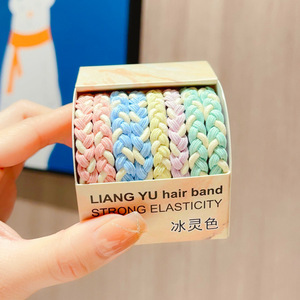 LIANG YU hair band
STRONG ELASTICITY
冰灵色